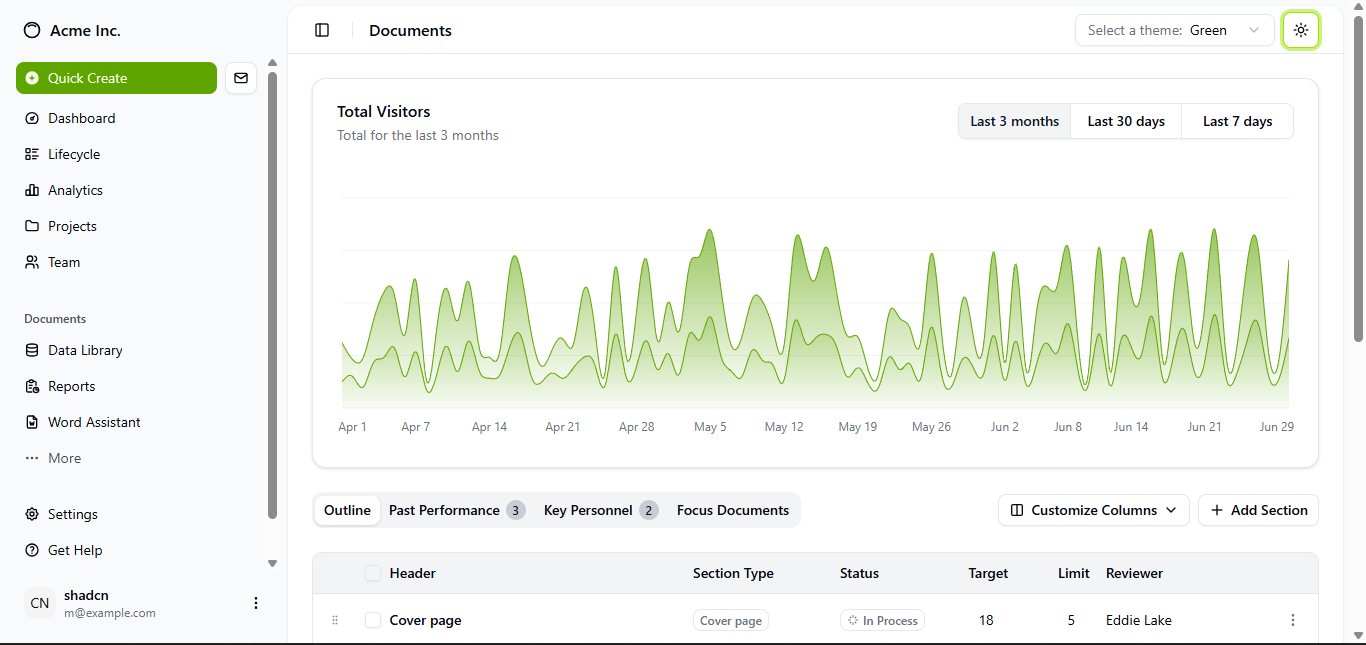 Acme Inc.
Quick Create
Dashboard
Lifecycle
Analytics
Projects
Team
Documents
Data Library
Reports
Word Assistant
More
Settings
Get Help
CN
shadcn
m@example.com
Documents
Select a theme: Green
Total Visitors
Total for the last 3 months
Last 3 months Last 30 days Last 7 days
Apr 1 Apr 7 Apr 14 Apr 21 Apr 28 May 5 May 12 May 19 May 26 Jun 2 Jun 8 Jun 14 Jun 21 Jun 29
Outline Past Performance 3 Key Personnel 2 Focus Documents
Customize Columns Add Section
Header Section Type Status Target Limit Reviewer
Cover page Cover page In Process 18 5 Eddie Lake